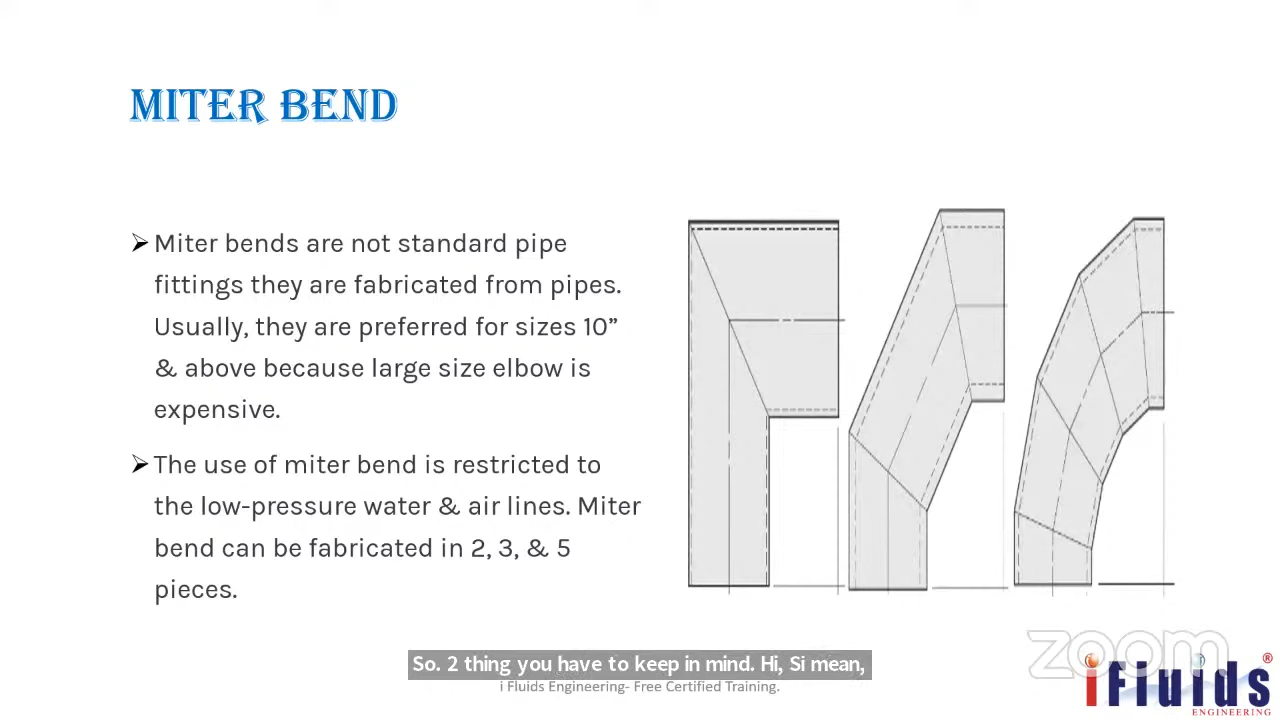 MITER BEND
➢ Miter bends are not standard pipe
fittings they are fabricated from pipes.
Usually, they are preferred for sizes 10”
& above because large size elbow is
expensive.
➢ The use of miter bend is restricted to
the low-pressure water & air lines. Miter
bend can be fabricated in 2, 3, & 5
pieces.
So. 2 thing you have to keep in mind. Hi, Si mean,
i Fluids Engineering- Free Certified Training.
zoom
iFluids®
ENGINEERING